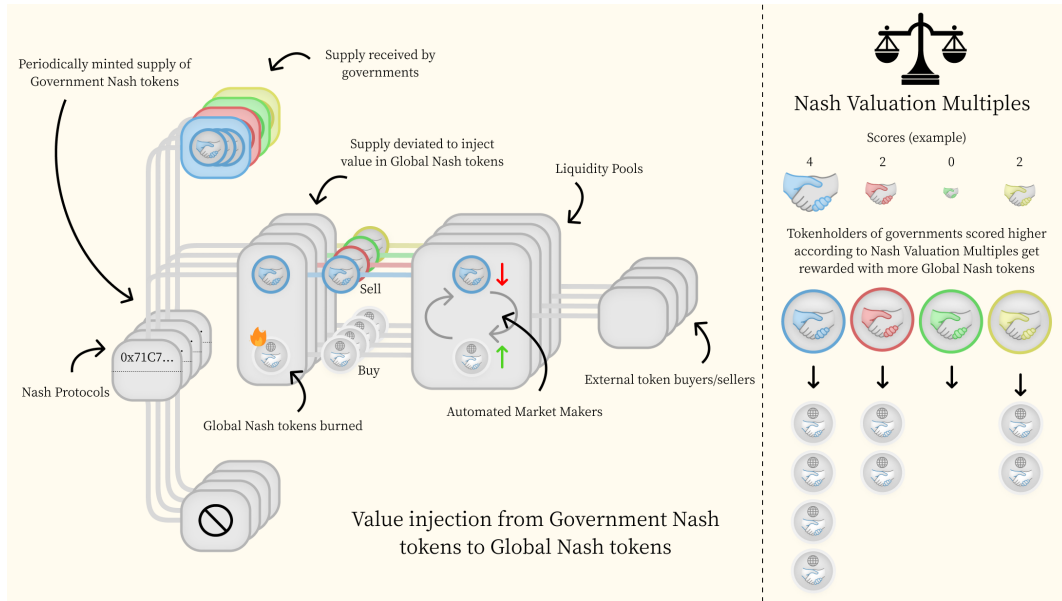 Periodically minted supply of
Government Nash tokens
Supply received by
governments
Supply deviated to inject
value in Global Nash tokens
Liquidity Pools
Sell
0x71C7...
Buy
Nash Protocols
Global Nash tokens burned
Automated Market Makers
External token buyers/sellers
Value injection from Government Nash
tokens to Global Nash tokens
Nash Valuation Multiples
Scores (example)
4 2 0 2
Tokenholders of governments scored higher
according to Nash Valuation Multiples get
rewarded with more Global Nash tokens